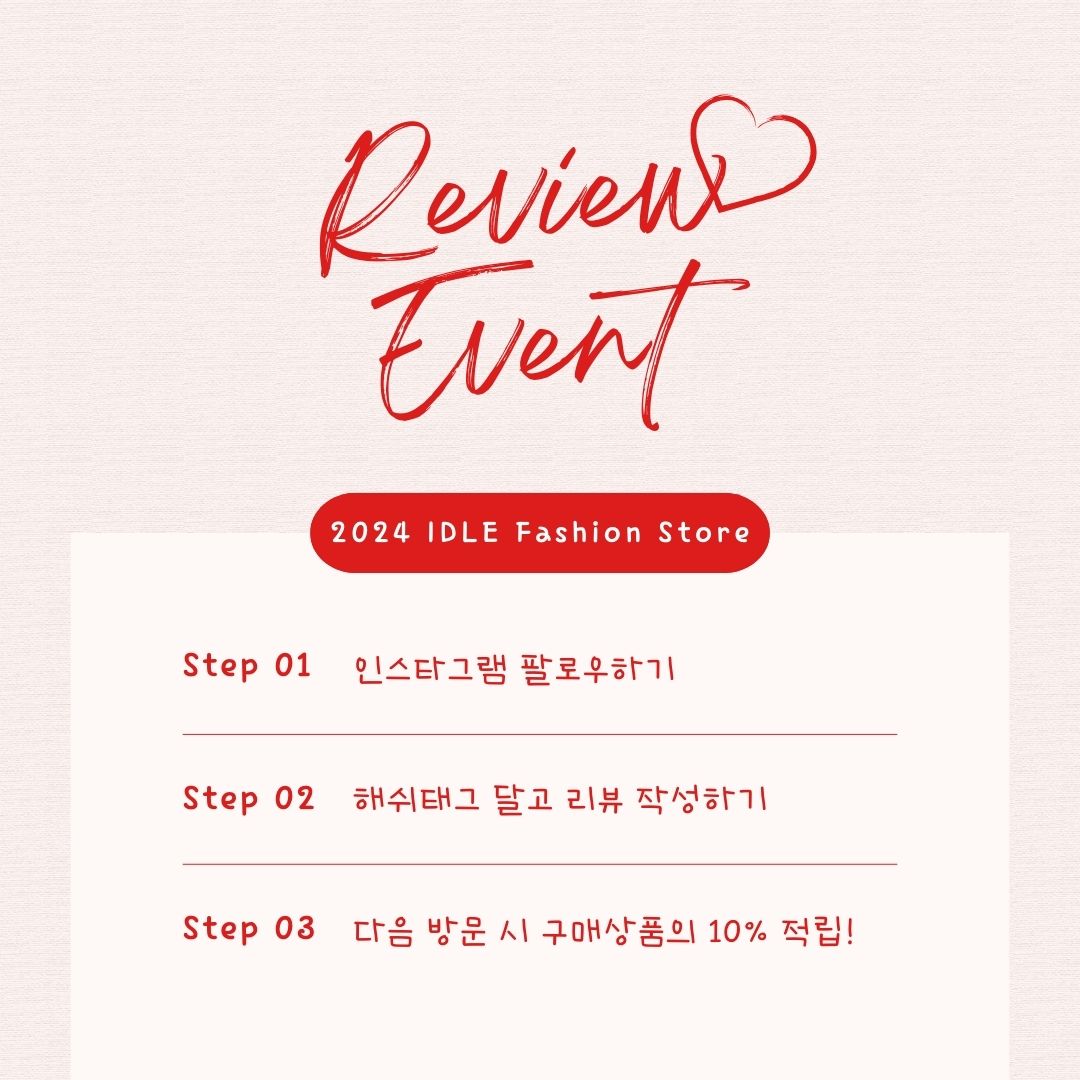 Review
Event
2024 IDLE Fashion Store
Step 01 인스타그램 팔로우하기
Step 02 해쉬태그 달고 리뷰 작성하기
Step 03 다음 방문 시 구매상품의 10% 적립!